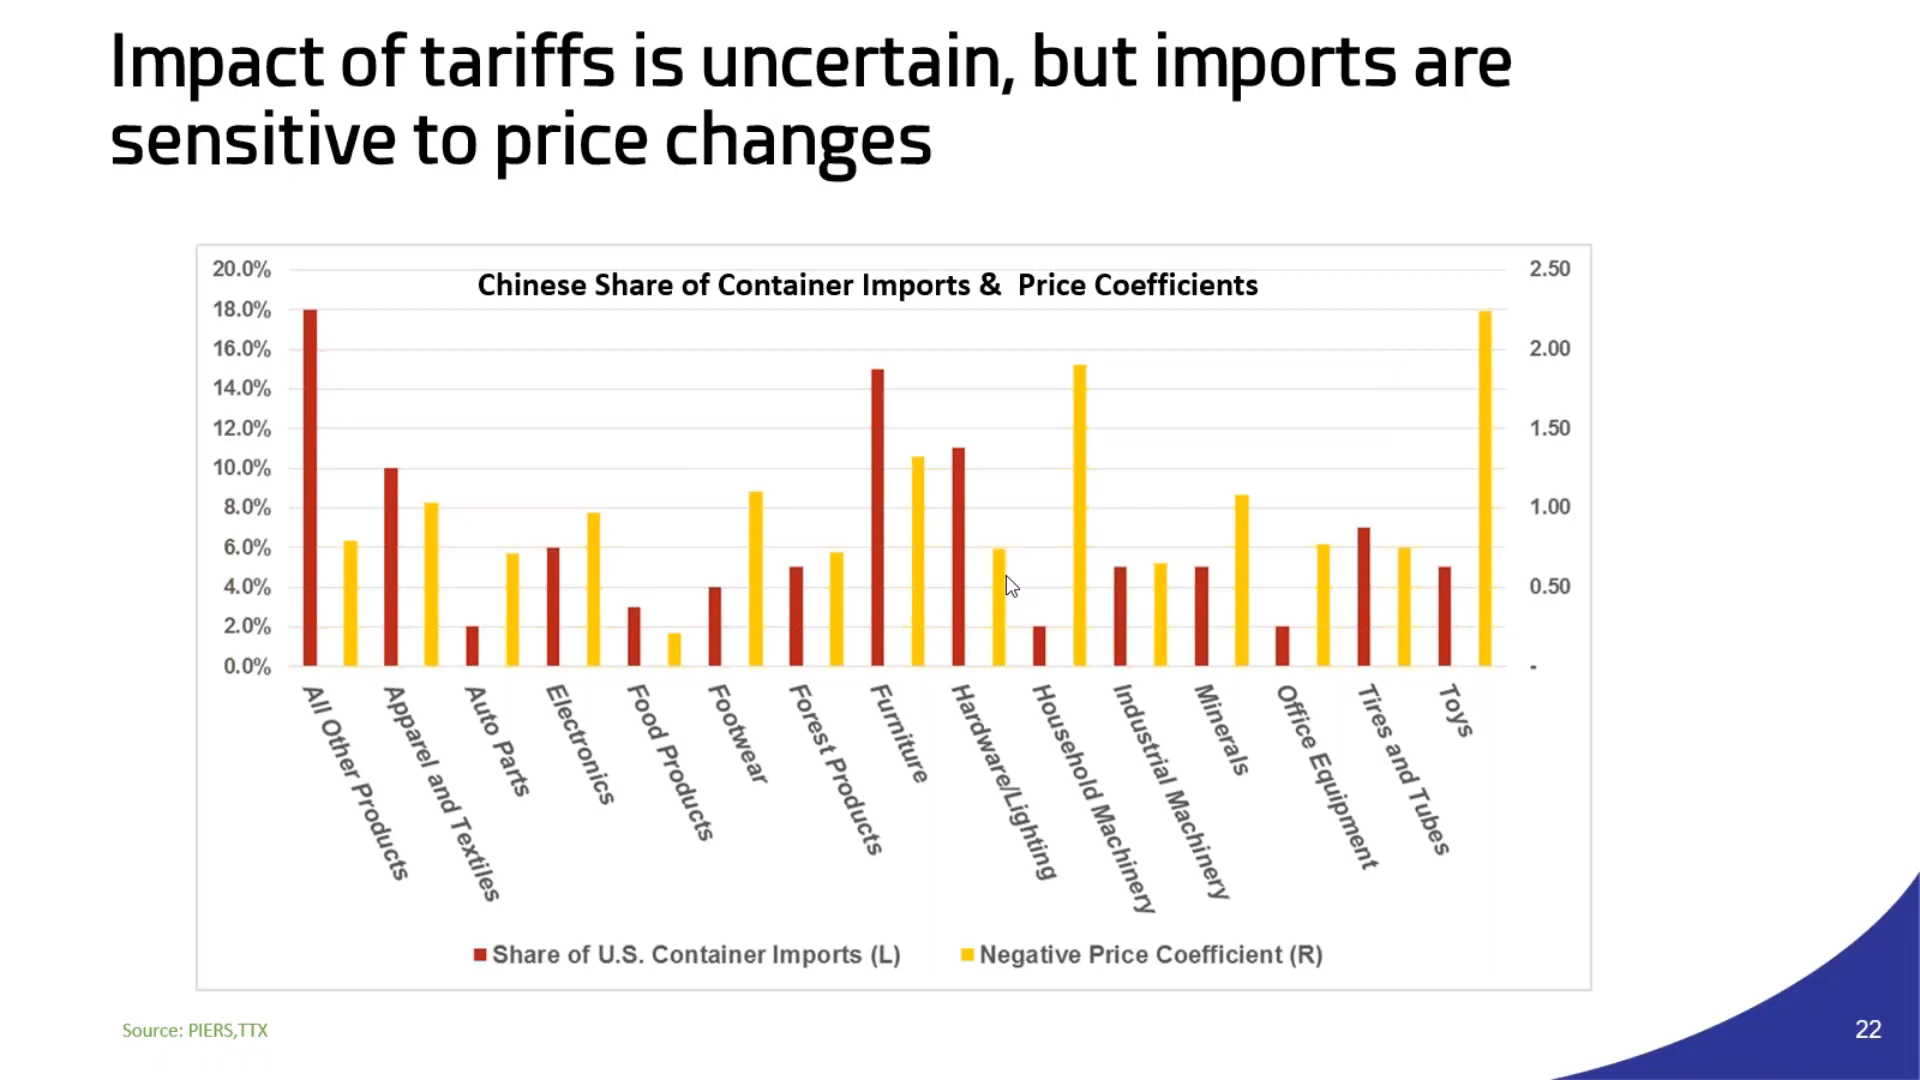 Impact of tariffs is uncertain, but imports are
sensitive to price changes
Chinese Share of Container Imports &  Price Coefficients
20.0%
18.0%
16.0%
14.0%
12.0%
10.0%
8.0%
6.0%
4.0%
2.0%
0.0%
2.50
2.00
1.50
1.00
0.50
-
All Other Products
Apparel and Textiles
Auto Parts
Electronics
Food Products
Footwear
Forest Products
Furniture
Hardware/Lighting
Household Machinery
Industrial Machinery
Minerals
Office Equipment
Tires and Tubes
Toys
Share of U.S. Container Imports (L)
Negative Price Coefficient (R)
Source: PIERS,TTX
22